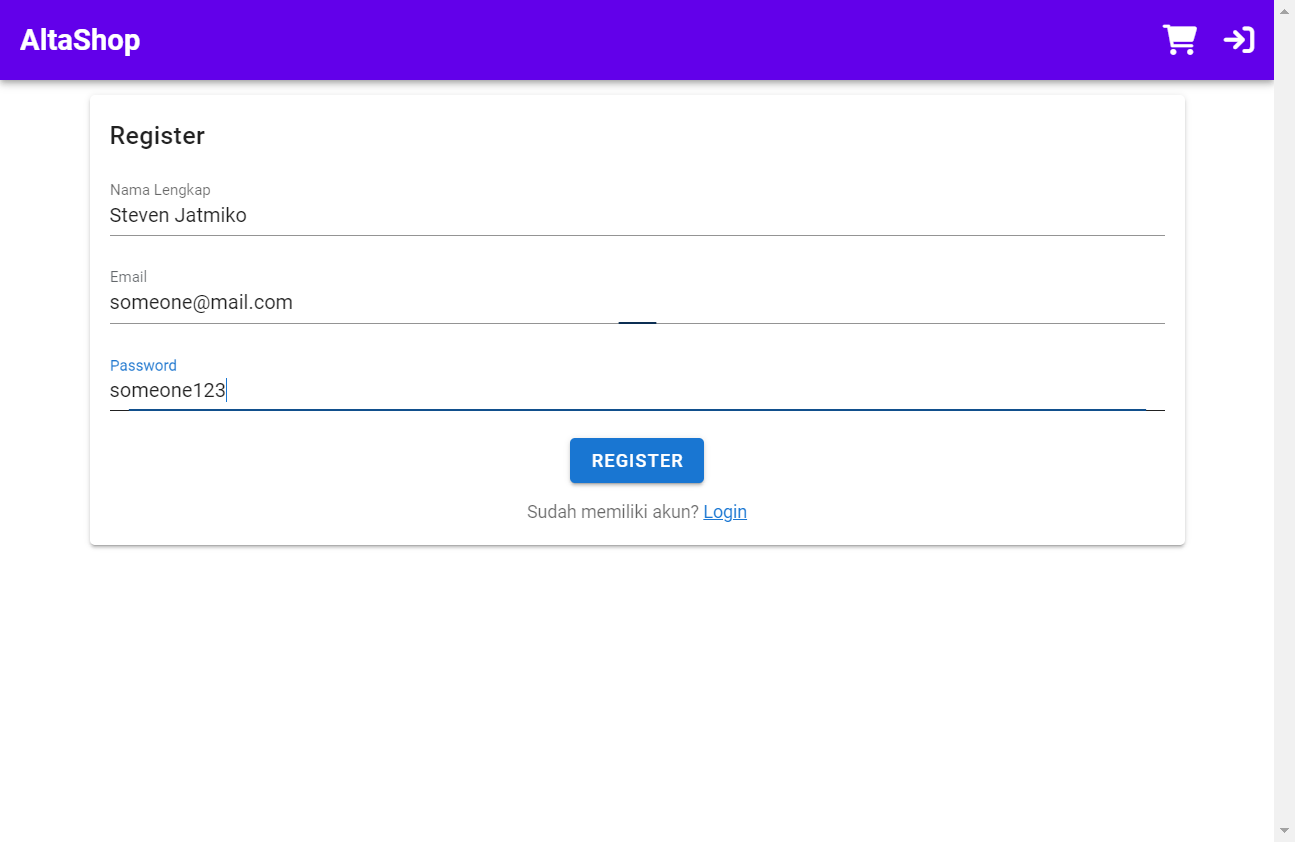 AltaShop
Register
Nama Lengkap
Steven Jatmiko
Email
someone@mail.com
Password
someone123
REGISTER
Sudah memiliki akun? Login